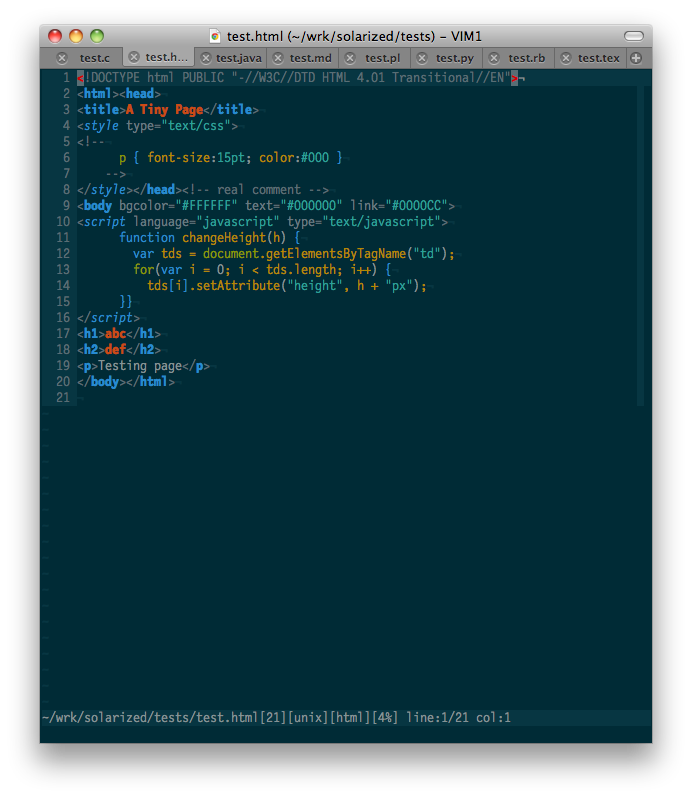 test.html (~/wrk/solarized/tests) – VIM1
test.c test.h... test.java test.md test.pl test.py test.rb test.tex
1 <!DOCTYPE html PUBLIC "-//W3C//DTD HTML 4.01 Transitional//EN">¬
2 <html><head>¬
3 <title>A Tiny Page</title>¬
4 <style type="text/css">¬
5 <!--¬
6 p { font-size:15pt; color:#000 }¬
7 -->¬
8 </style></head><!-- real comment -->¬
9 <body bgcolor="#FFFFFF" text="#000000" link="#0000CC">¬
10 <script language="javascript" type="text/javascript">¬
11 function changeHeight(h) {¬
12 var tds = document.getElementsByTagName("td");¬
13 for(var i = 0; i < tds.length; i++) {¬
14 tds[i].setAttribute("height", h + "px");¬
15 }}¬
16 </script>¬
17 <h1>abc</h1>¬
18 <h2>def</h2>¬
19 <p>Testing page</p>¬
20 </body></html>¬
21 ¬
~/wrk/solarized/tests/test.html[21][unix][html][4%] line:1/21 col:1